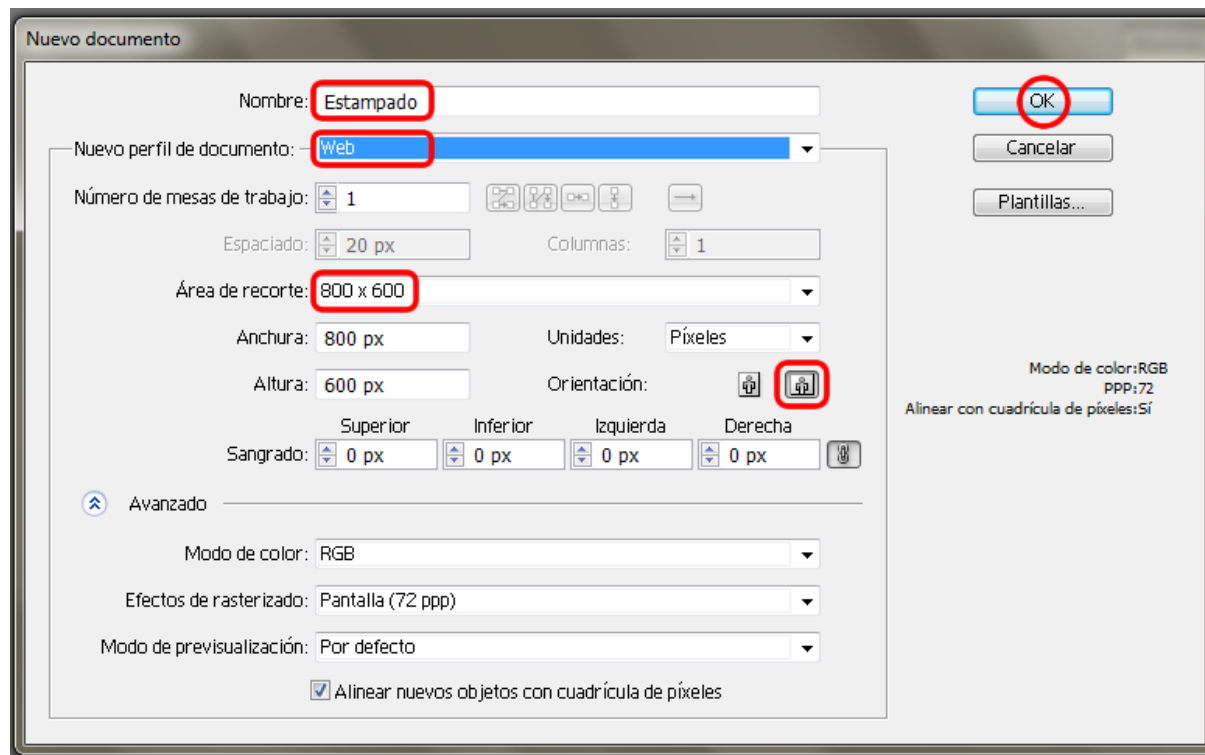 Nuevo documento
Nombre: Estampado
OK
Nuevo perfil de documento: Web
Cancelar
Número de mesas de trabajo: 1
Plantillas...
Espaciado: 20 px Columnas: 1
Área de recorte: 800 x 600
Anchura: 800 px Unidades: Píxeles
Altura: 600 px Orientación:
Modo de color:RGB
PPP:72
Alinear con cuadrícula de píxeles:Sí
Superior Inferior Izquierda Derecha
Sangrado: 0 px 0 px 0 px 0 px
Avanzado
Modo de color: RGB
Efectos de rasterizado: Pantalla (72 ppp)
Modo de previsualización: Por defecto
Alinear nuevos objetos con cuadrícula de píxeles